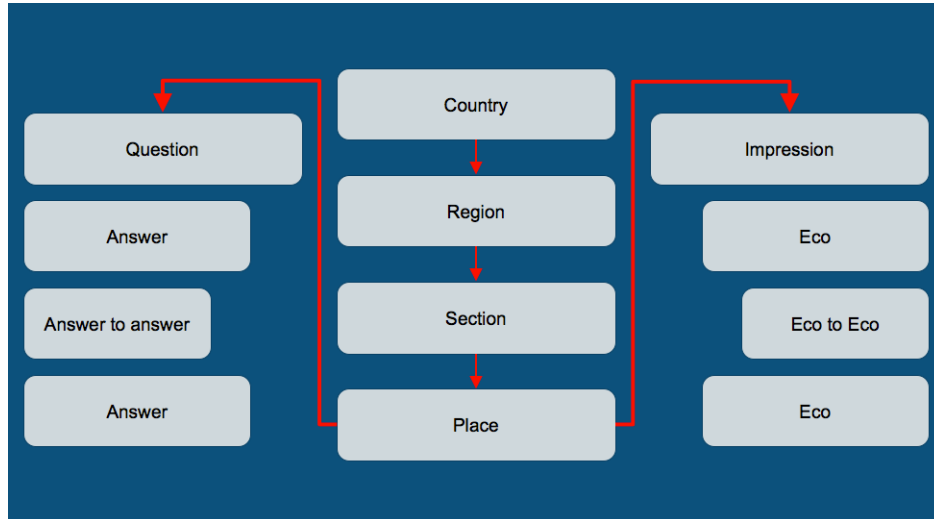 Country
Question
Impression
Region
Answer
Eco
Section
Answer to answer
Eco to Eco
Answer
Place
Eco